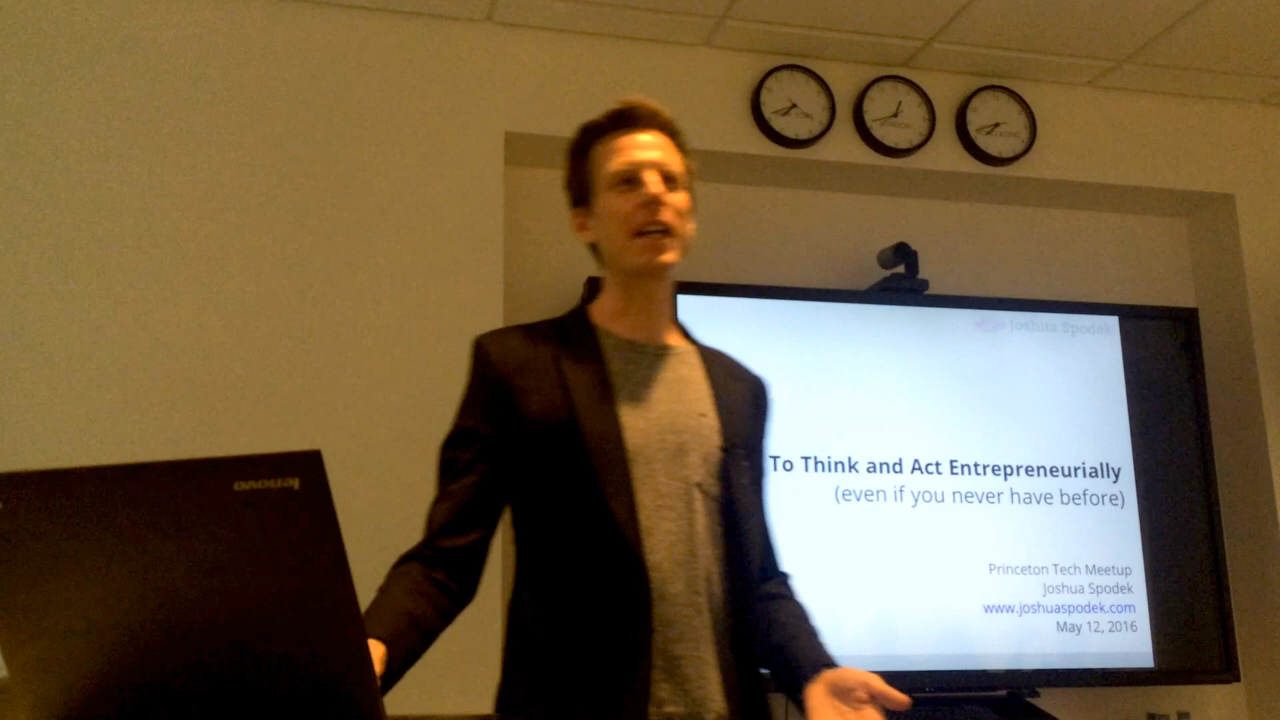 Joshua Spodek
To Think and Act Entrepreneurially
(even if you never have before)
Princeton Tech Meetup
Joshua Spodek
www.joshuaspodek.com
May 12, 2016
lenovo